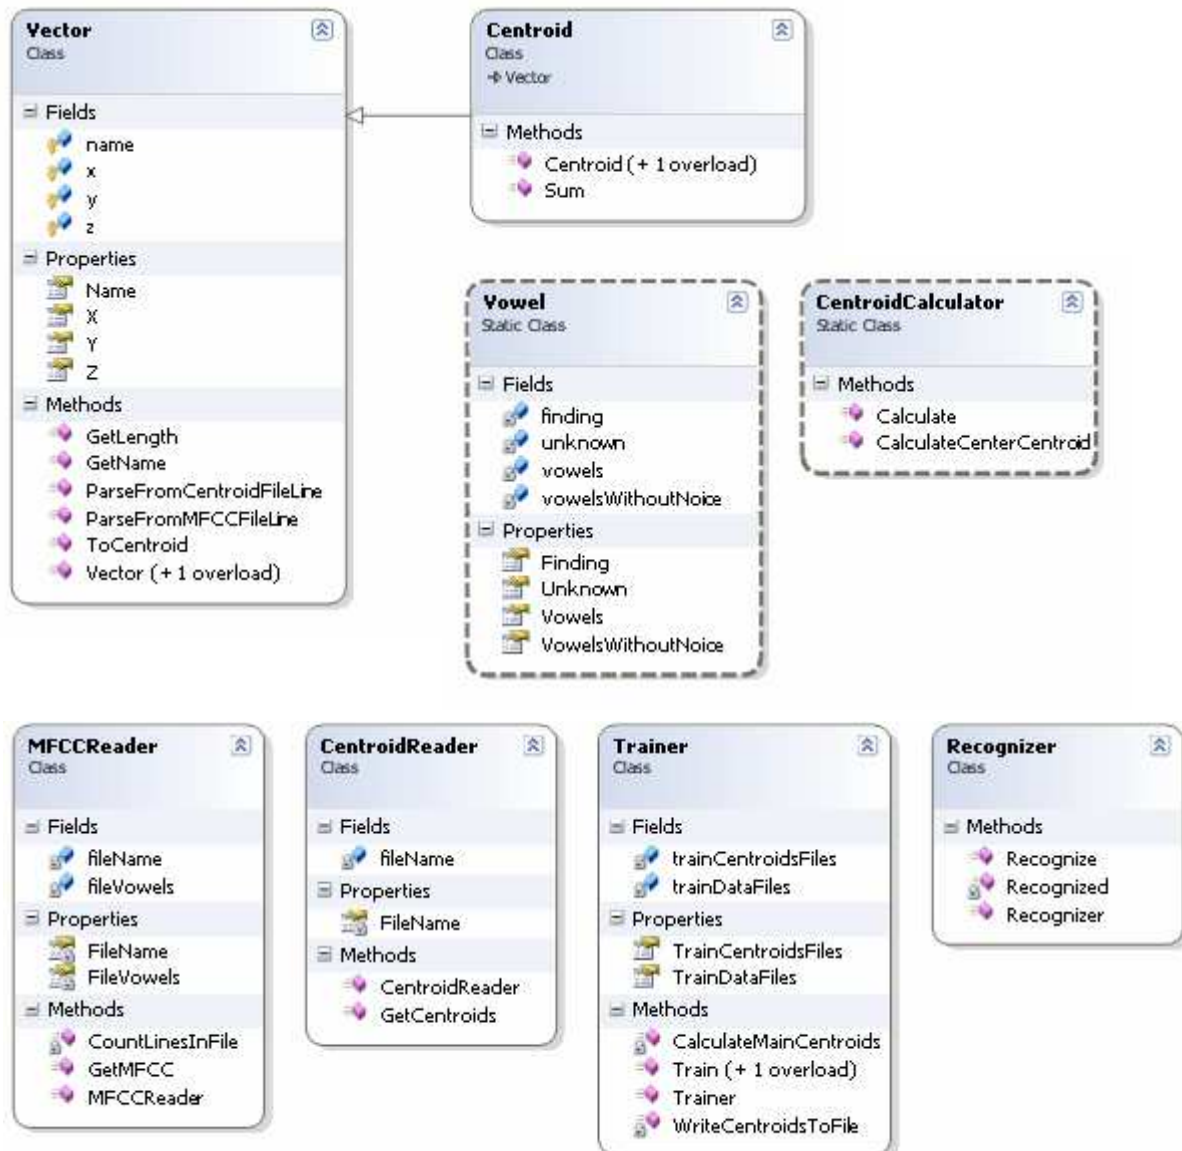 Vector
Class
Fields
name
x
y
z
Properties
Name
X
Y
Z
Methods
GetLength
GetName
ParseFromCentroidFileLine
ParseFromMFCCFileLine
ToCentroid
Vector (+ 1 overload)
Centroid
Class
Vector
Methods
Centroid (+ 1 overload)
Sum
Vowel
Static Class
Fields
finding
unknown
vowels
vowelsWithoutNoice
Properties
Finding
Unknown
Vowels
VowelsWithoutNoice
CentroidCalculator
Static Class
Methods
Calculate
CalculateCenterCentroid
MFCCReader
Class
Fields
fileName
fileVowels
Properties
FileName
FileVowels
Methods
CountLinesInFile
GetMFCC
MFCCReader
CentroidReader
Class
Fields
fileName
Properties
FileName
Methods
CentroidReader
GetCentroids
Trainer
Class
Fields
trainCentroidsFiles
trainDataFiles
Properties
TrainCentroidsFiles
TrainDataFiles
Methods
CalculateMainCentroids
Train (+ 1 overload)
Trainer
WriteCentroidsToFile
Recognizer
Class
Methods
Recognize
Recognized
Recognizer